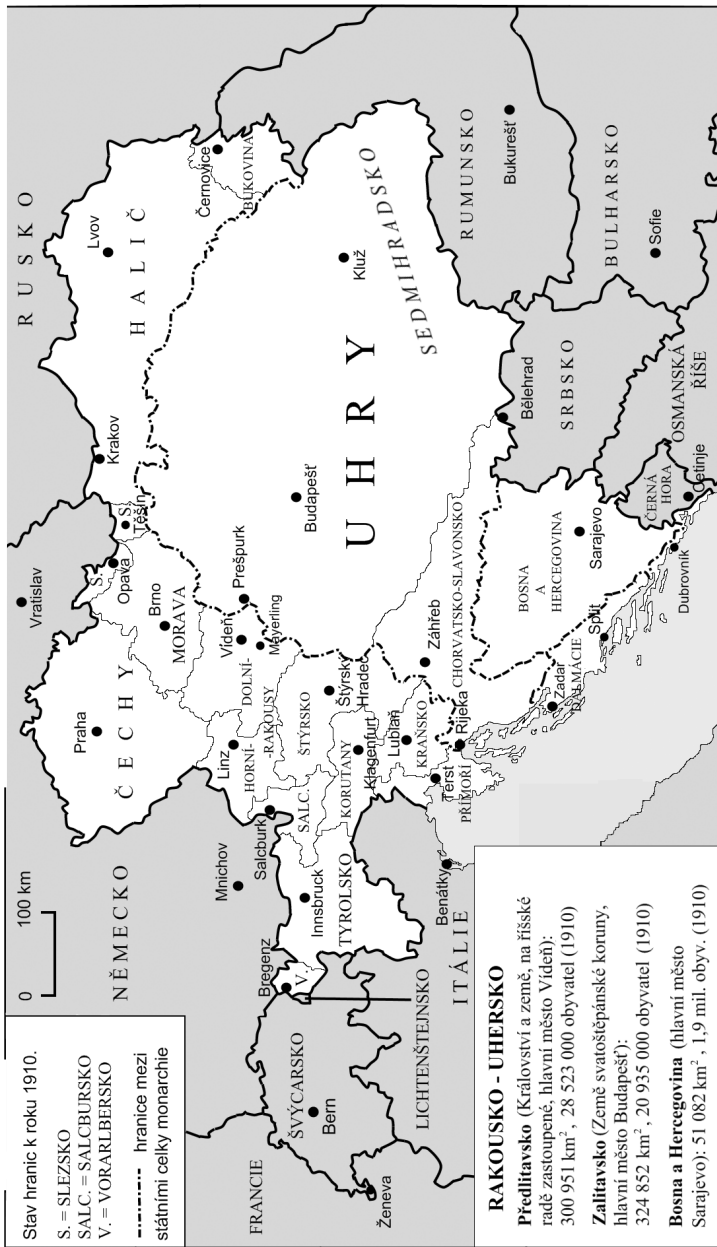 Stav hranic k roku 1910.
S. = SLEZSKO
SALC. = SALCBURSKO
V. = VORARLBERSKO
hranice mezi
státními celky monarchie
0 100 km
RUSKO
NĚMECKO
Vratislav
Krakov
Lvov
HALIČ
Černovice
BUKOVINA
Praha
ČECHY
S.
Opava
S.
Těšín
Brno
MORAVA
Mnichov
Linz
HORNÍ-
DOLNÍ-
-RAKOUSY
Vídeň
Mayerling
Prešpurk
Budapešť
UHRY
Kluž
SEDMIHRADSKO
Salcburk
SALC.
ŠTÝRSKO
Štýrský
Hradec
Bregenz
V.
Innsbruck
TYROLSKO
KORUTANY
Klagenfurt
Lublaň
KRAŇSKO
Záhřeb
CHORVATSKO-SLAVONSKO
FRANCIE
ŠVÝCARSKO
Bern
Ženeva
LICHTENŠTEJNSKO
ITÁLIE
Benátky
Terst
PŘÍMOŘÍ
Rijeka
Zadar
DALMÁCIE
Split
BOSNA
A
HERCEGOVINA
Sarajevo
Dubrovník
ČERNÁ
HORA
Cetinje
Bělehrad
SRBSKO
OSMANSKÁ
ŘÍŠE
RUMUNSKO
Bukurešť
BULHARSKO
Sofie
RAKOUSKO - UHERSKO
Předlitavsko (Království a země, na říšské
radě zastoupené, hlavní město Vídeň):
300 951 km², 28 523 000 obyvatel (1910)
Zalitavsko (Země svatoštěpánské koruny,
hlavní město Budapešť):
324 852 km², 20 935 000 obyvatel (1910)
Bosna a Hercegovina (hlavní město
Sarajevo): 51 082 km², 1,9 mil. obyv. (1910)